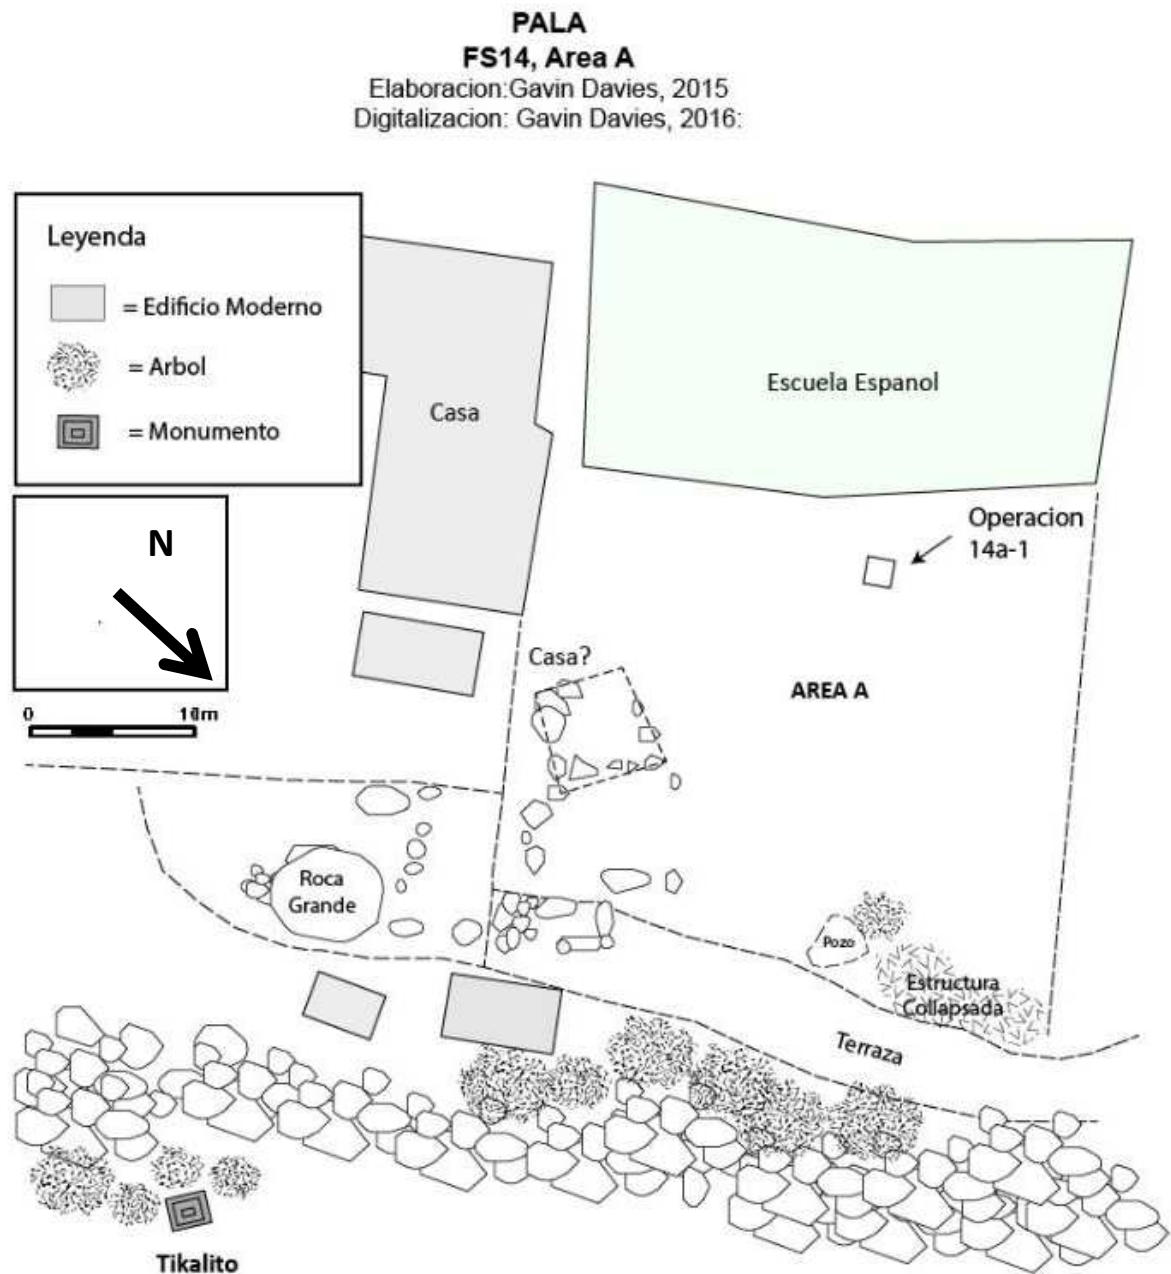 PALA
FS14, Area A
Elaboracion:Gavin Davies, 2015
Digitalizacion: Gavin Davies, 2016:
Leyenda
= Edificio Moderno
= Arbol
= Monumento
N
0 10m
Casa
Escuela Espanol
Operacion
14a-1
Casa?
AREA A
Roca
Grande
Pozo
Estructura
Collapsada
Terraza
Tikalito